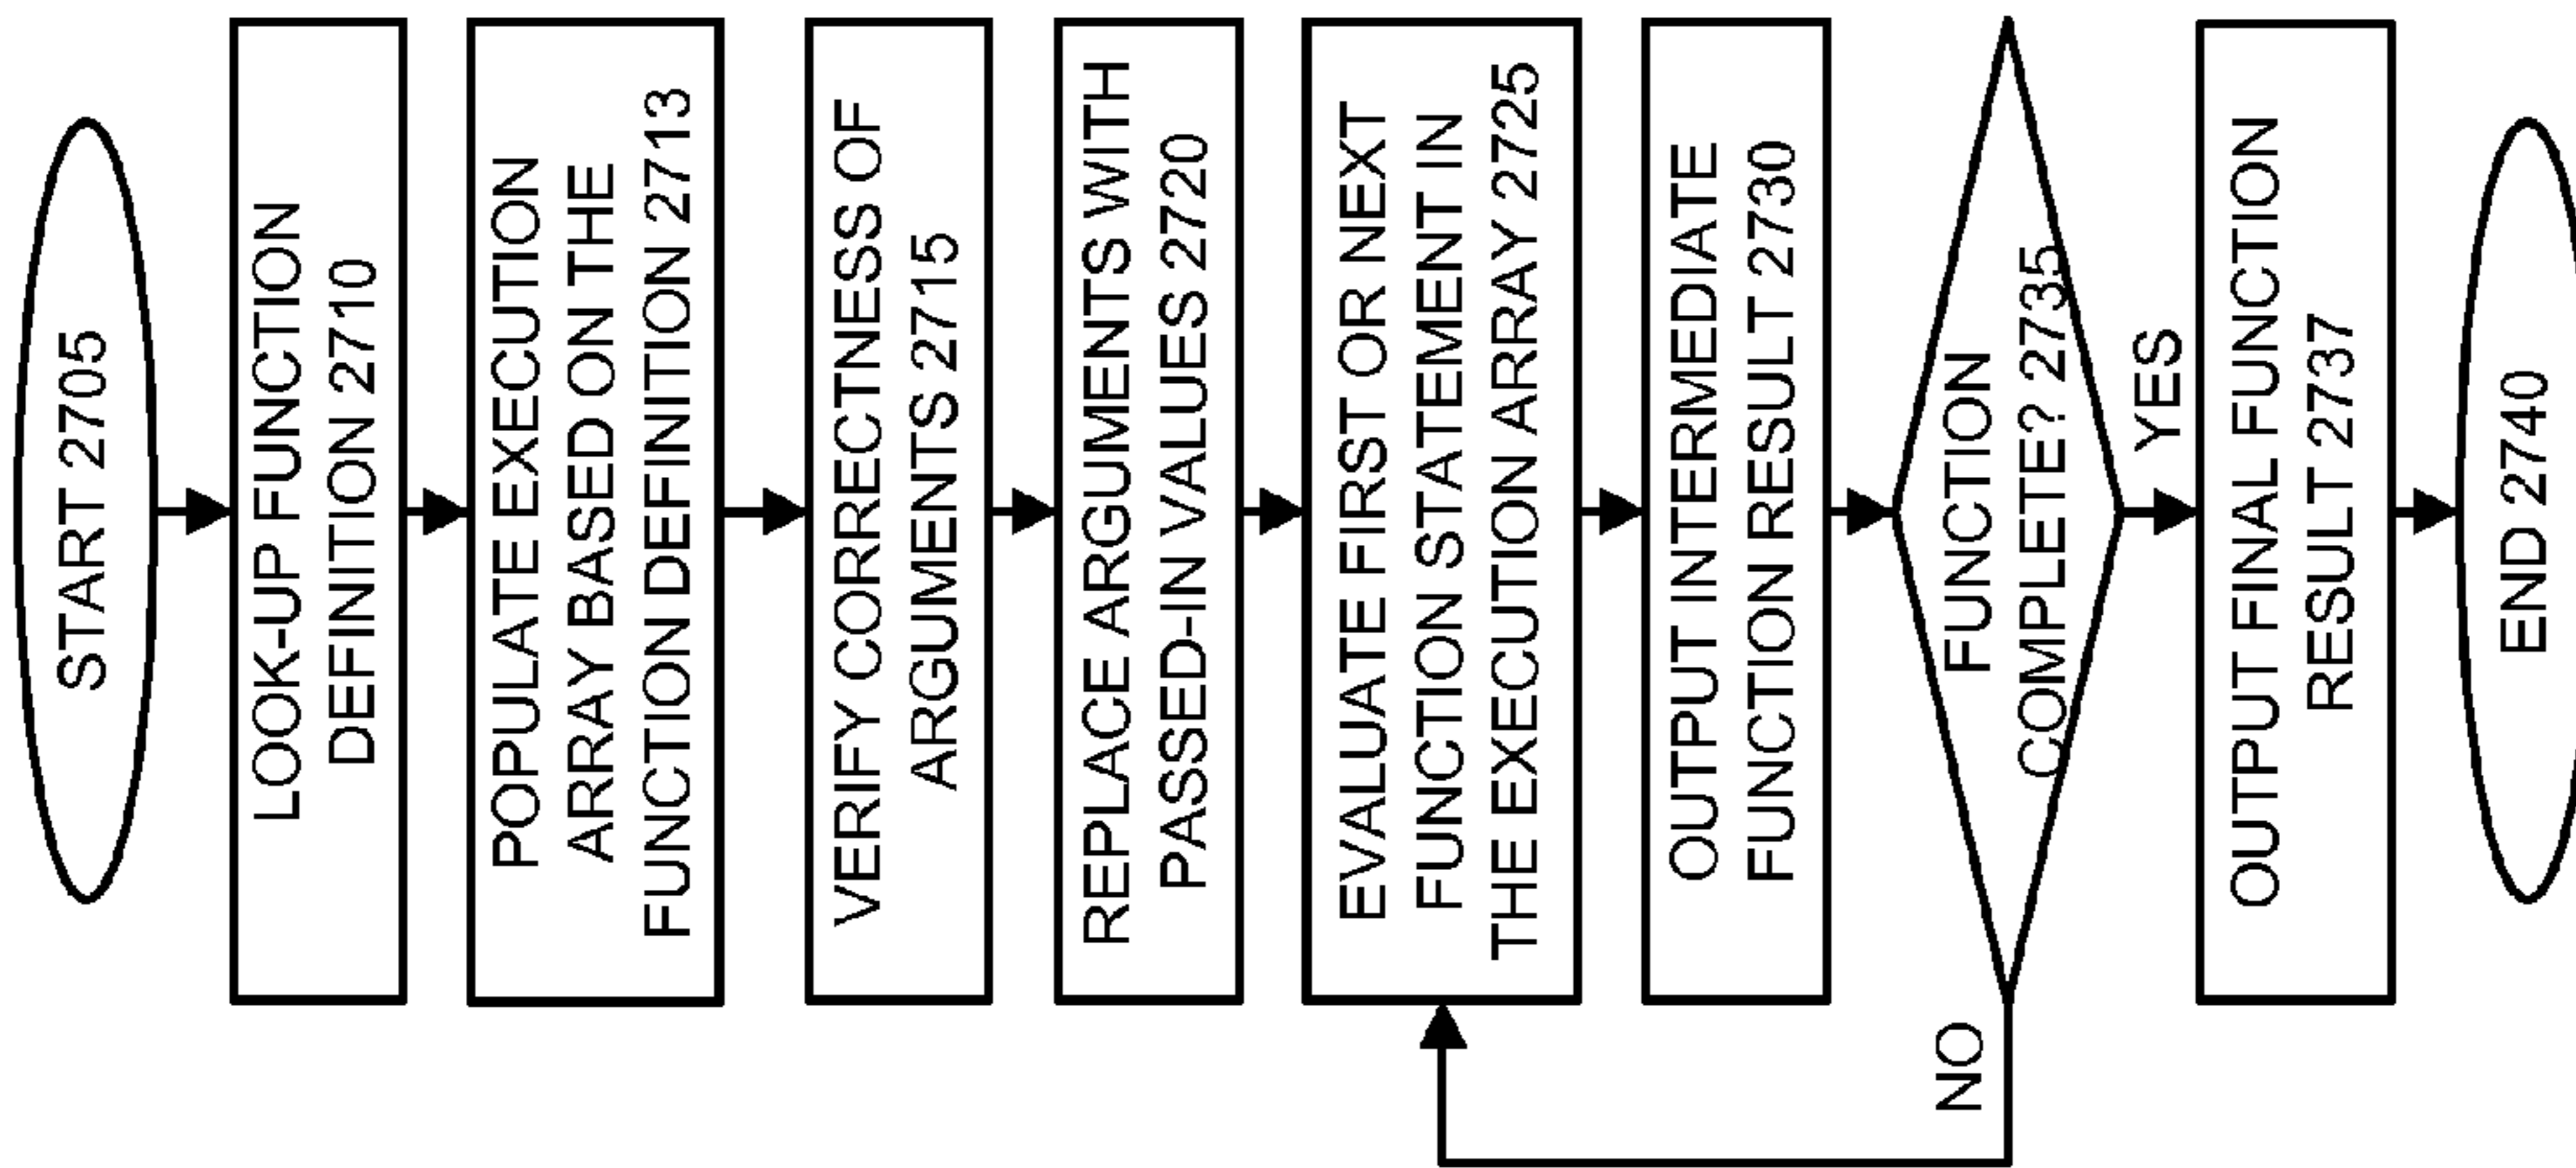 START 2705
LOOK-UP FUNCTION
DEFINITION 2710
POPULATE EXECUTION
ARRAY BASED ON THE
FUNCTION DEFINITION 2713
VERIFY CORRECTNESS OF
ARGUMENTS 2715
REPLACE ARGUMENTS WITH
PASSED-IN VALUES 2720
EVALUATE FIRST OR NEXT
FUNCTION STATEMENT IN
THE EXECUTION ARRAY 2725
OUTPUT INTERMEDIATE
FUNCTION RESULT 2730
FUNCTION
COMPLETE? 2735
NO
YES
OUTPUT FINAL FUNCTION
RESULT 2737
END 2740